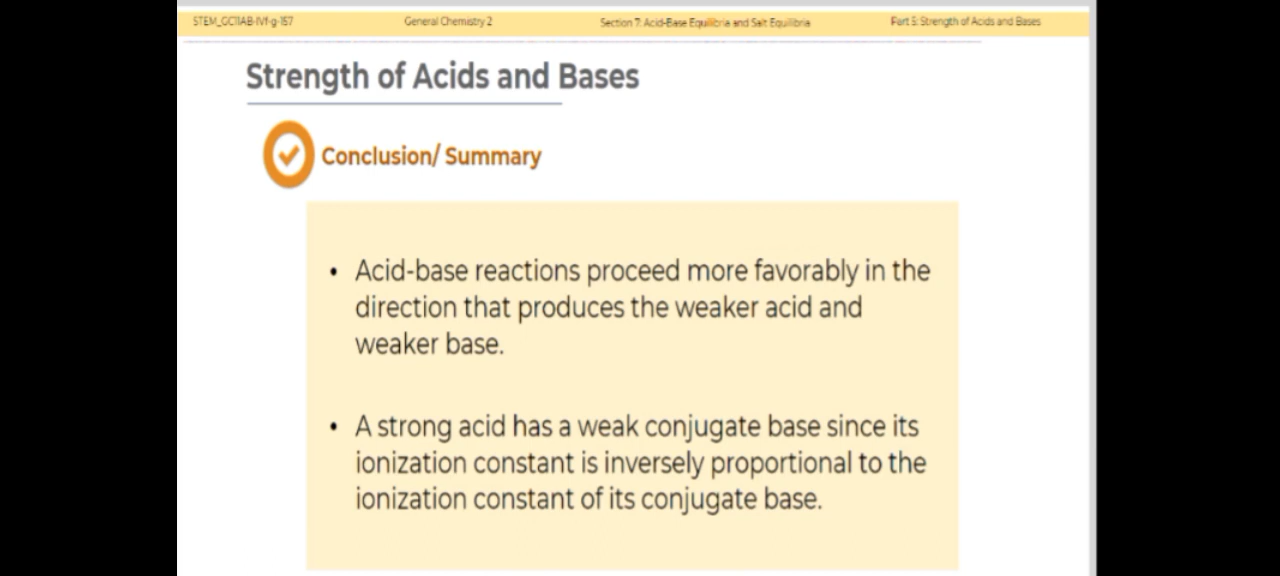 STEM_GC11AB-IVf-g-157 General Chemistry 2 Section 7: Acid-Base Equilibria and Salt Equilibria Part 5: Strength of Acids and Bases
Strength of Acids and Bases
Conclusion/ Summary
• Acid-base reactions proceed more favorably in the
direction that produces the weaker acid and
weaker base.
• A strong acid has a weak conjugate base since its
ionization constant is inversely proportional to the
ionization constant of its conjugate base.